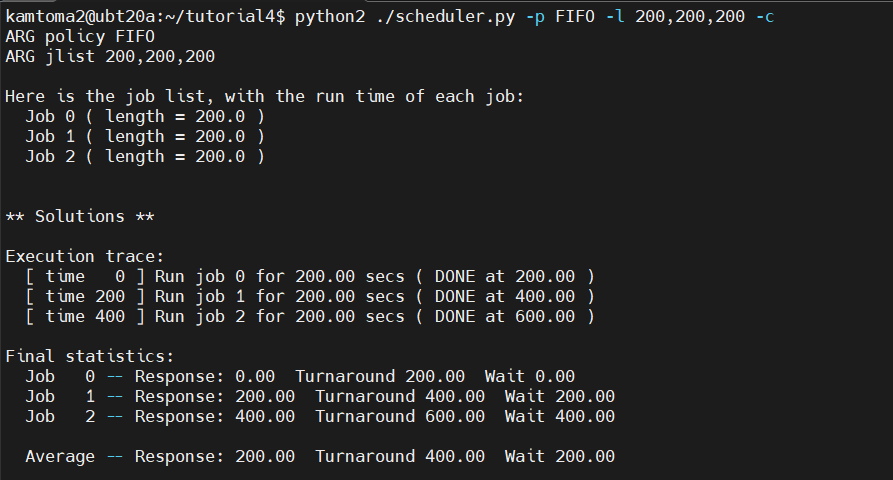 kamtoma2@ubt20a:~/tutorial4$ python2 ./scheduler.py -p FIFO -l 200,200,200 -c
ARG policy FIFO
ARG jlist 200,200,200
Here is the job list, with the run time of each job:
Job 0 ( length = 200.0 )
Job 1 ( length = 200.0 )
Job 2 ( length = 200.0 )
** Solutions **
Execution trace:
[ time   0 ] Run job 0 for 200.00 secs ( DONE at 200.00 )
[ time 200 ] Run job 1 for 200.00 secs ( DONE at 400.00 )
[ time 400 ] Run job 2 for 200.00 secs ( DONE at 600.00 )
Final statistics:
Job   0 -- Response: 0.00  Turnaround 200.00  Wait 0.00
Job   1 -- Response: 200.00  Turnaround 400.00  Wait 200.00
Job   2 -- Response: 400.00  Turnaround 600.00  Wait 400.00
Average -- Response: 200.00  Turnaround 400.00  Wait 200.00